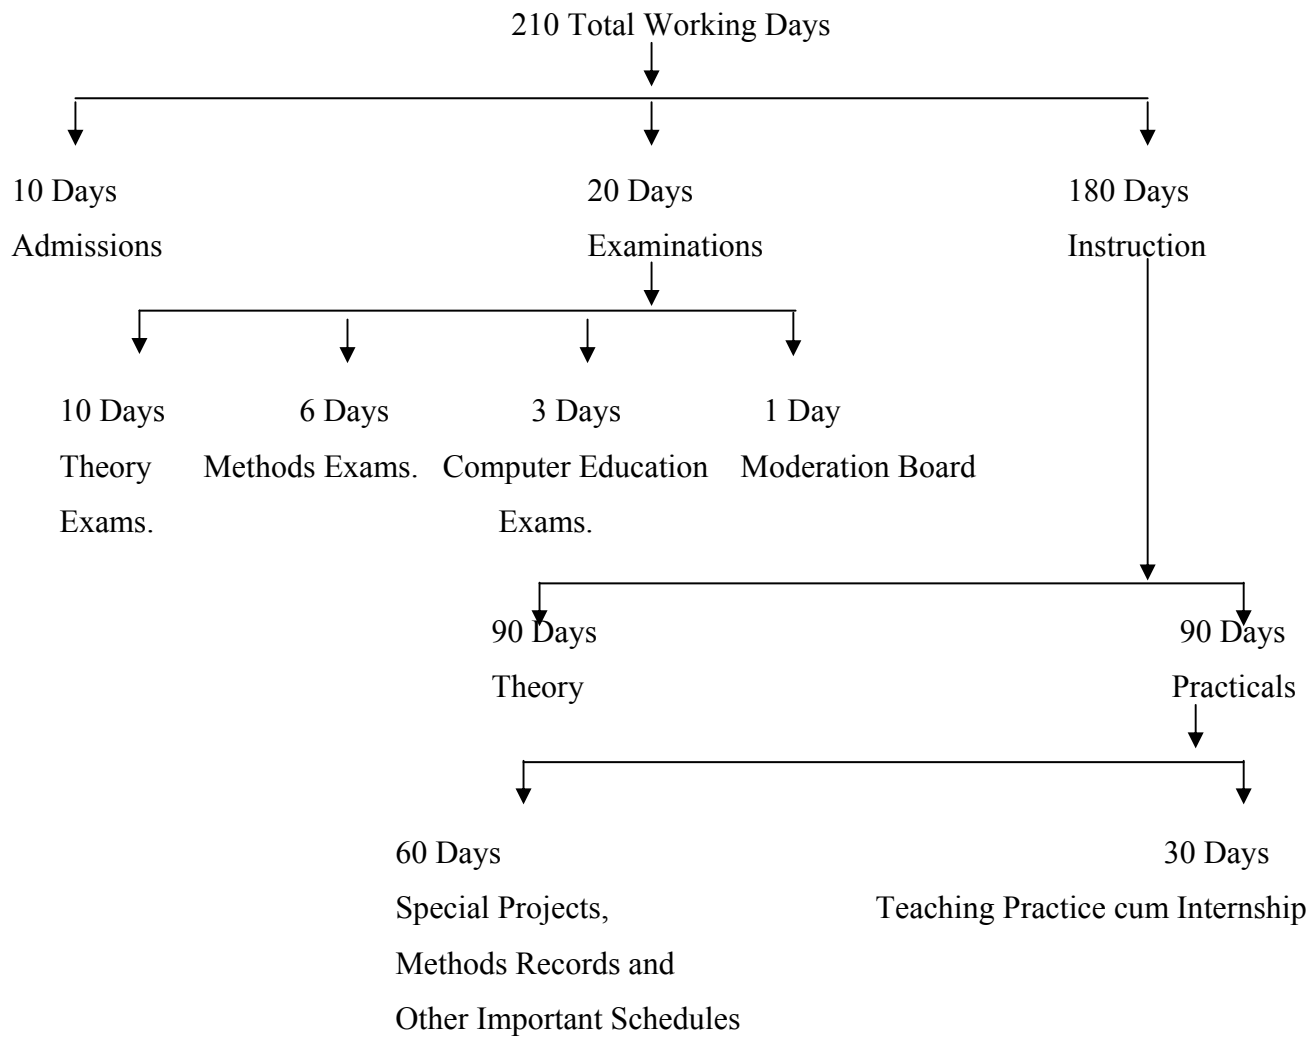 210 Total Working Days
10 Days
Admissions
20 Days
Examinations
180 Days
Instruction
10 Days
Theory
Exams.
6 Days
Methods Exams.
3 Days
Computer Education
Exams.
1 Day
Moderation Board
90 Days
Theory
90 Days
Practicals
60 Days
Special Projects,
Methods Records and
Other Important Schedules
30 Days
Teaching Practice cum Internship